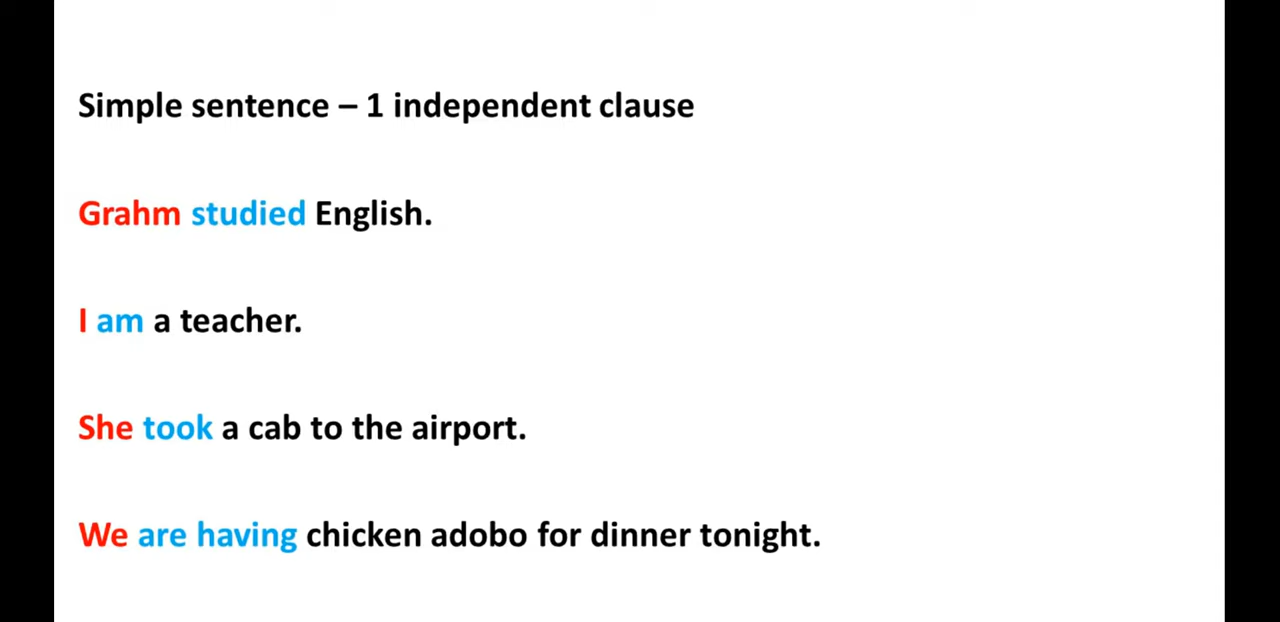 Simple sentence – 1 independent clause
Grahm studied English.
I am a teacher.
She took a cab to the airport.
We are having chicken adobo for dinner tonight.